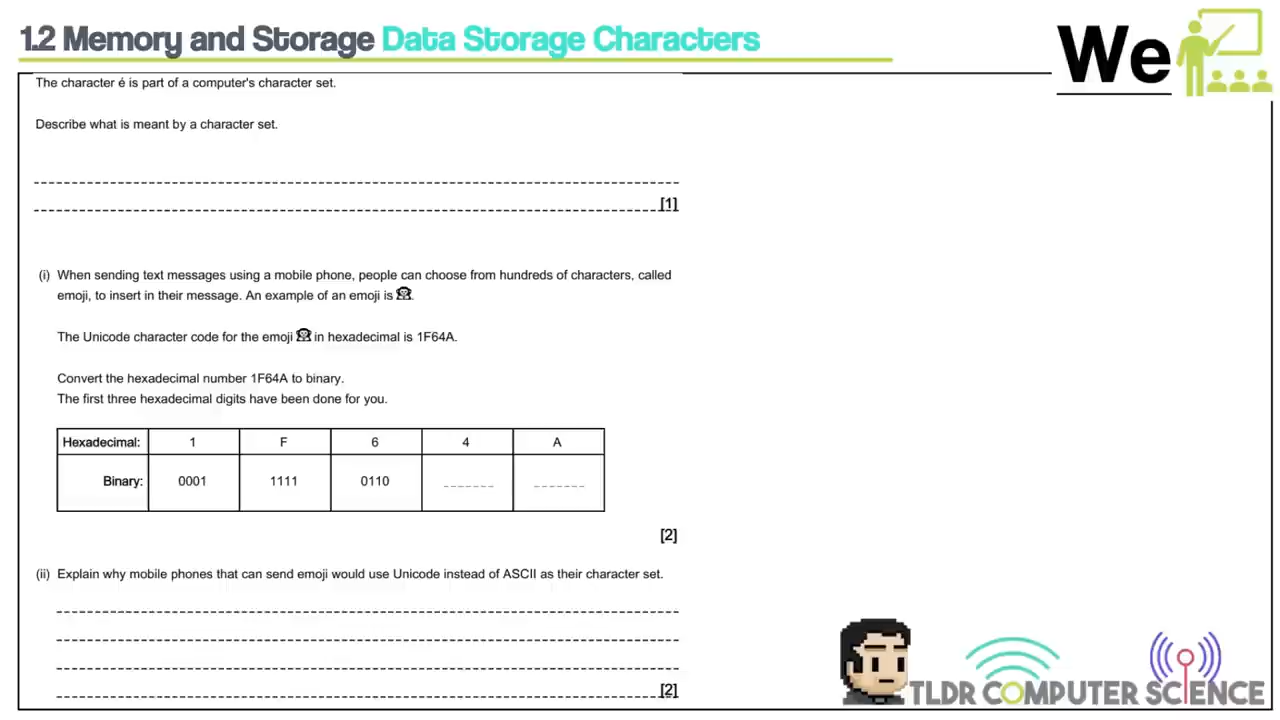 1.2 Memory and Storage Data Storage Characters
We
The character é is part of a computer's character set.
Describe what is meant by a character set.
[1]
(i) When sending text messages using a mobile phone, people can choose from hundreds of characters, called
emoji, to insert in their message. An example of an emoji is 🙊.
The Unicode character code for the emoji 🙊 in hexadecimal is 1F64A.
Convert the hexadecimal number 1F64A to binary.
The first three hexadecimal digits have been done for you.
Hexadecimal: 1 F 6 4 A
Binary: 0001 1111 0110
[2]
(ii) Explain why mobile phones that can send emoji would use Unicode instead of ASCII as their character set.
[2]
TLDR COMPUTER SCIENCE